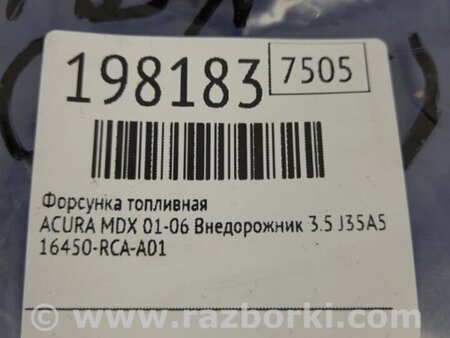 198183 7505
Форсунка топливная
ACURA MDX 01-06 Внедорожник 3.5 J35A5
16450-RCA-A01
www.razborki.com